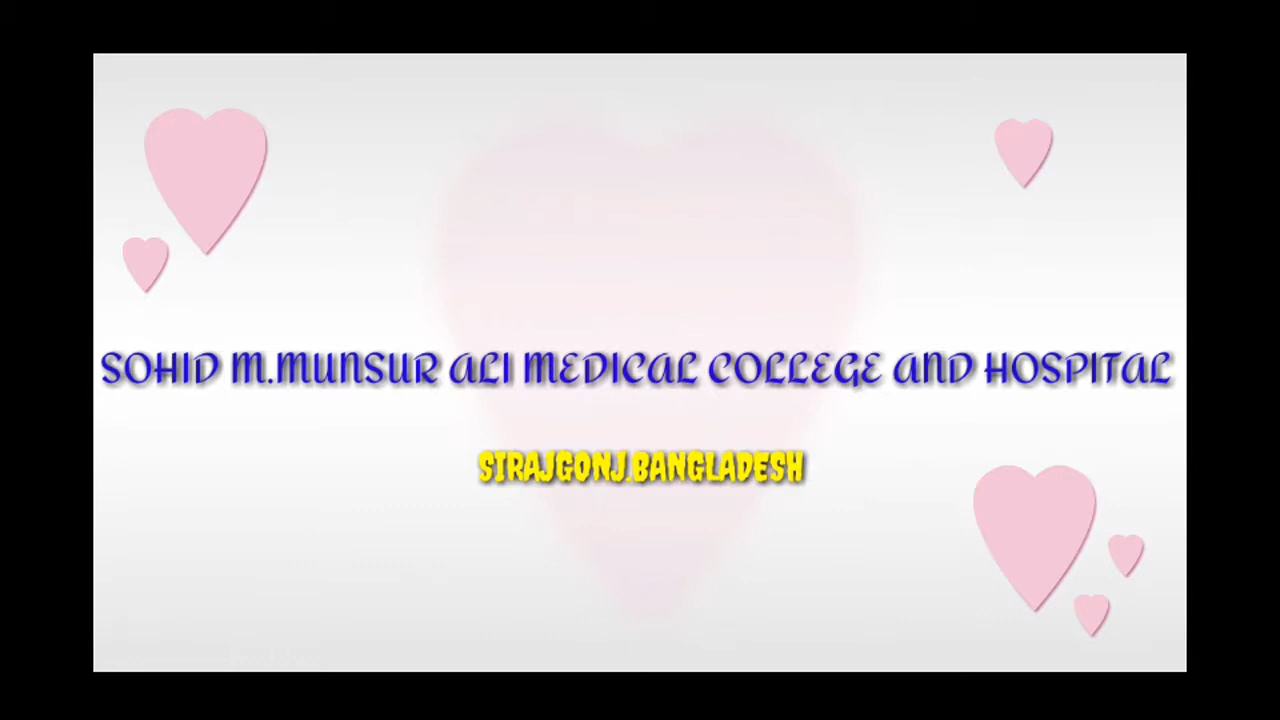 SOHID M.MUNSUR ALI MEDICAL COLLEGE AND HOSPITAL
SIRAJGONJ.BANGLADESH